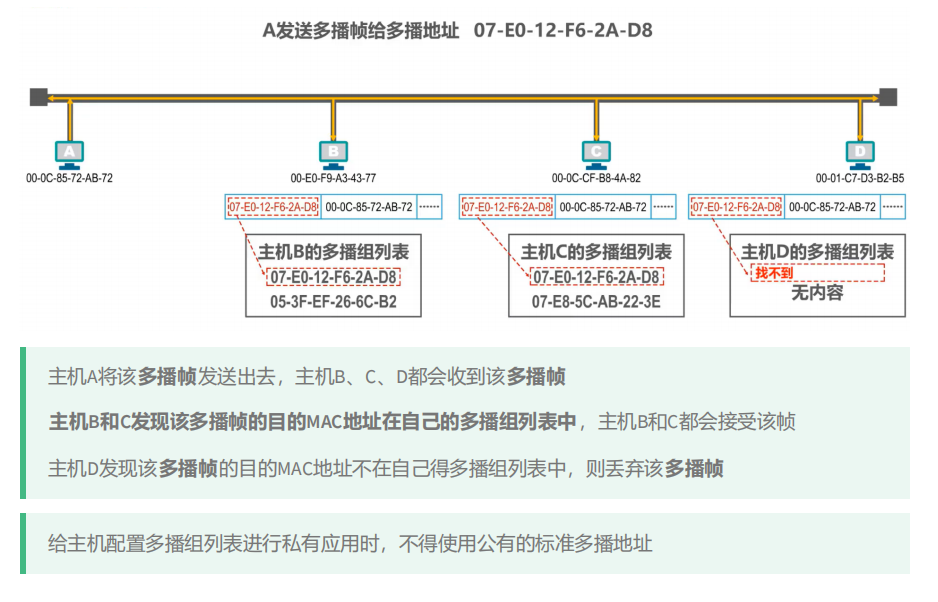 A发送多播帧给多播地址 07-E0-12-F6-2A-D8
A B C D
00-0C-85-72-AB-72 00-E0-F9-A3-43-77 00-0C-CF-B8-4A-82 00-01-C7-D3-B2-B5
07-E0-12-F6-2A-D8 00-0C-85-72-AB-72 ······ 07-E0-12-F6-2A-D8 00-0C-85-72-AB-72 ······ 07-E0-12-F6-2A-D8 00-0C-85-72-AB-72 ······
主机B的多播组列表
07-E0-12-F6-2A-D8
05-3F-EF-26-6C-B2
主机C的多播组列表
07-E0-12-F6-2A-D8
07-E8-5C-AB-22-3E
主机D的多播组列表
找不到
无内容
主机A将该多播帧发送出去，主机B、C、D都会收到该多播帧
主机B和C发现该多播帧的目的MAC地址在自己的多播组列表中，主机B和C都会接受该帧
主机D发现该多播帧的目的MAC地址不在自己得多播组列表中，则丢弃该多播帧
给主机配置多播组列表进行私有应用时，不得使用公有的标准多播地址